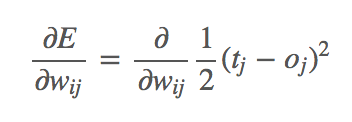 ∂E/∂w_ij = ∂/∂w_ij 1/2 (t_j − o_j)²